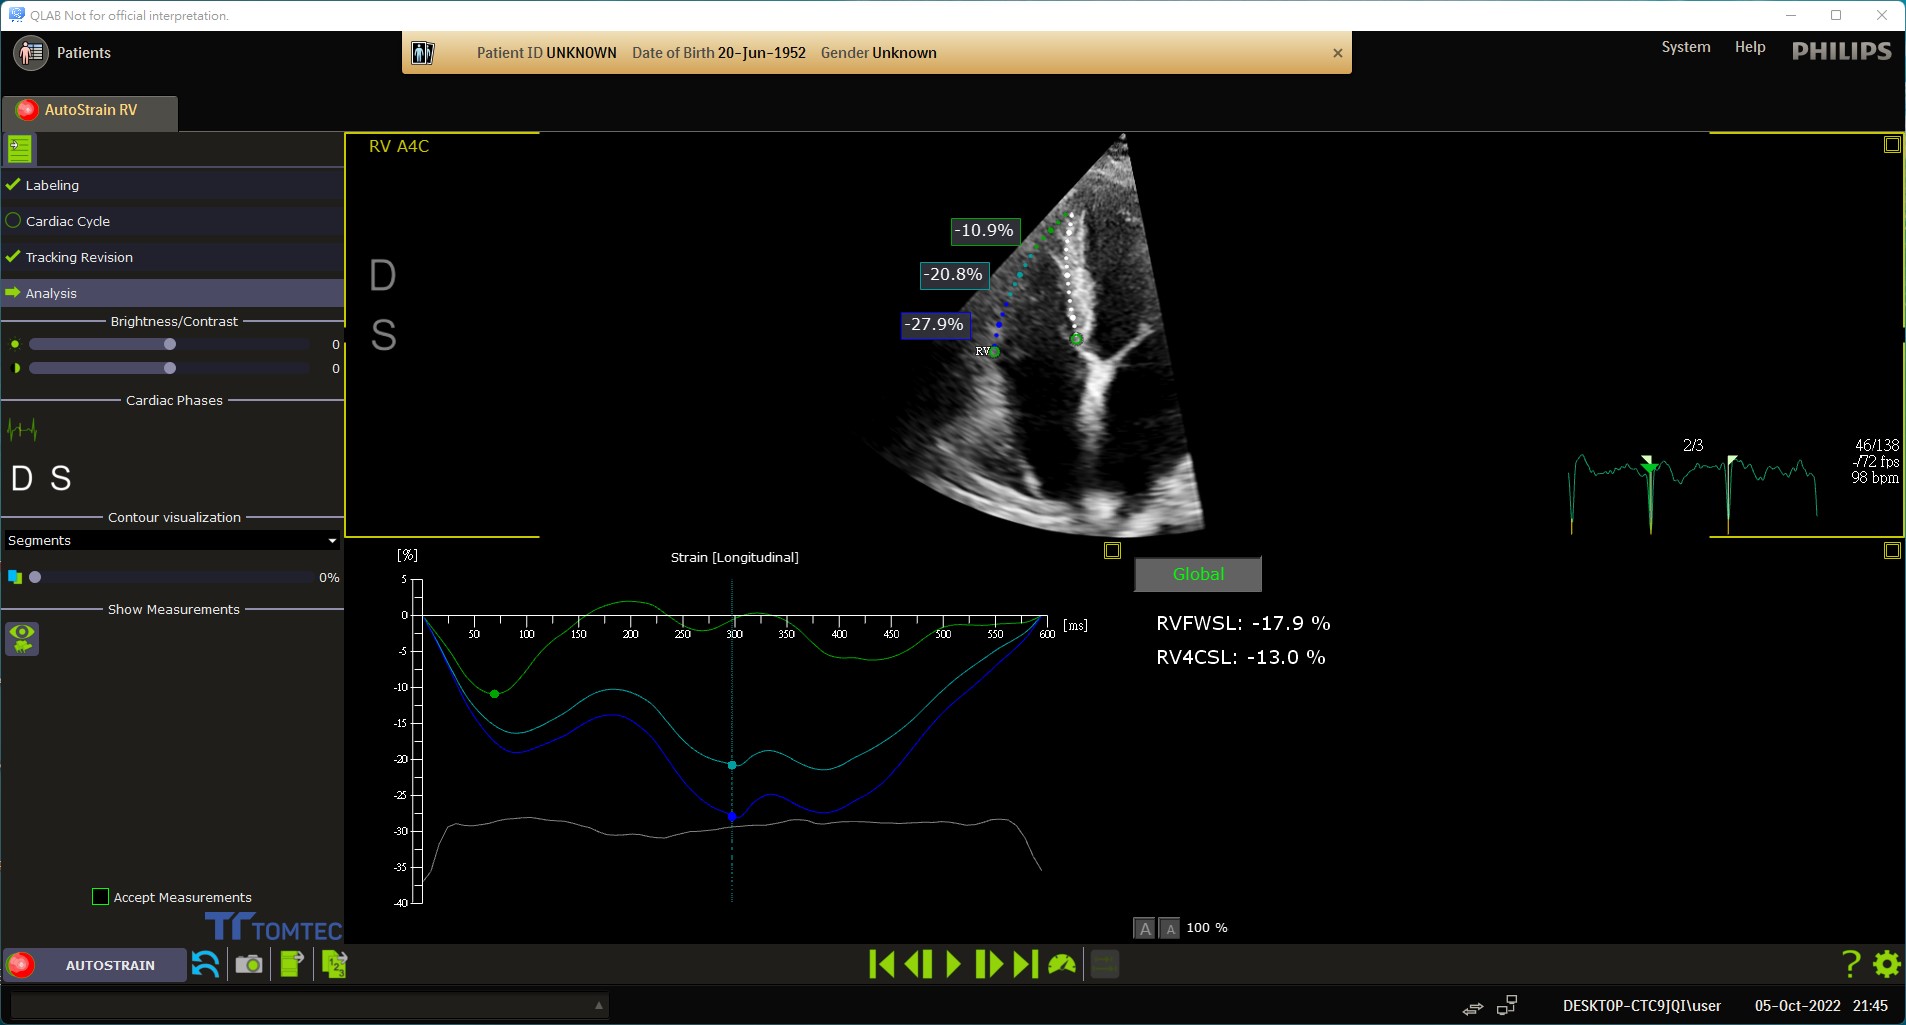 QLAB Not for official interpretation.
Patients
Patient ID UNKNOWN Date of Birth 20-Jun-1952 Gender Unknown
System Help PHILIPS
AutoStrain RV
Labeling
Cardiac Cycle
Tracking Revision
Analysis
Brightness/Contrast
0
0
Cardiac Phases
D S
Contour visualization
Segments
0%
Show Measurements
Accept Measurements
TOMTEC
RV A4C
D
S
-10.9%
-20.8%
-27.9%
RV
2/3
46/138
-/72 fps
98 bpm
[%]
Strain [Longitudinal]
5
0
-5
-10
-15
-20
-25
-30
-35
-40
50 100 150 200 250 300 350 400 450 500 550 600 [ms]
Global
RVFWSL: -17.9 %
RV4CSL: -13.0 %
A A 100 %
AUTOSTRAIN
123
?
DESKTOP-CTC9JQI\user 05-Oct-2022 21:45